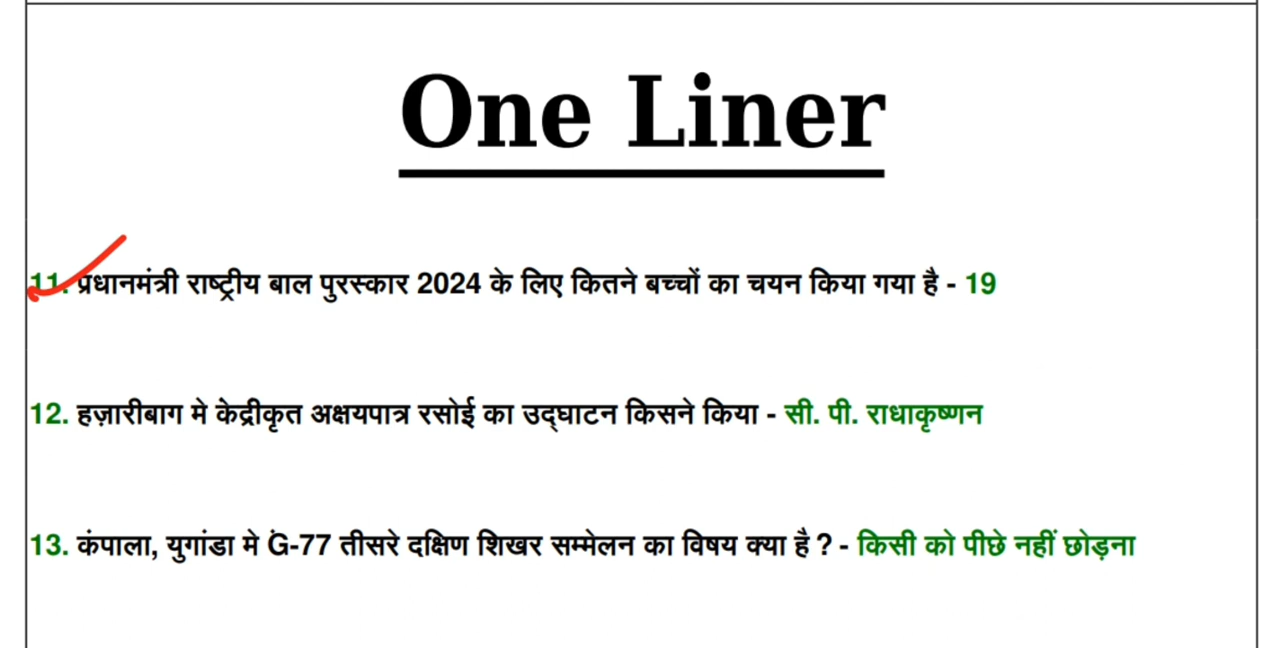 One Liner
11. प्रधानमंत्री राष्ट्रीय बाल पुरस्कार 2024 के लिए कितने बच्चों का चयन किया गया है - 19
12. हज़ारीबाग मे केद्रीकृत अक्षयपात्र रसोई का उद्घाटन किसने किया - सी. पी. राधाकृष्णन
13. कंपाला, युगांडा मे G-77 तीसरे दक्षिण शिखर सम्मेलन का विषय क्या है ? - किसी को पीछे नहीं छोड़ना